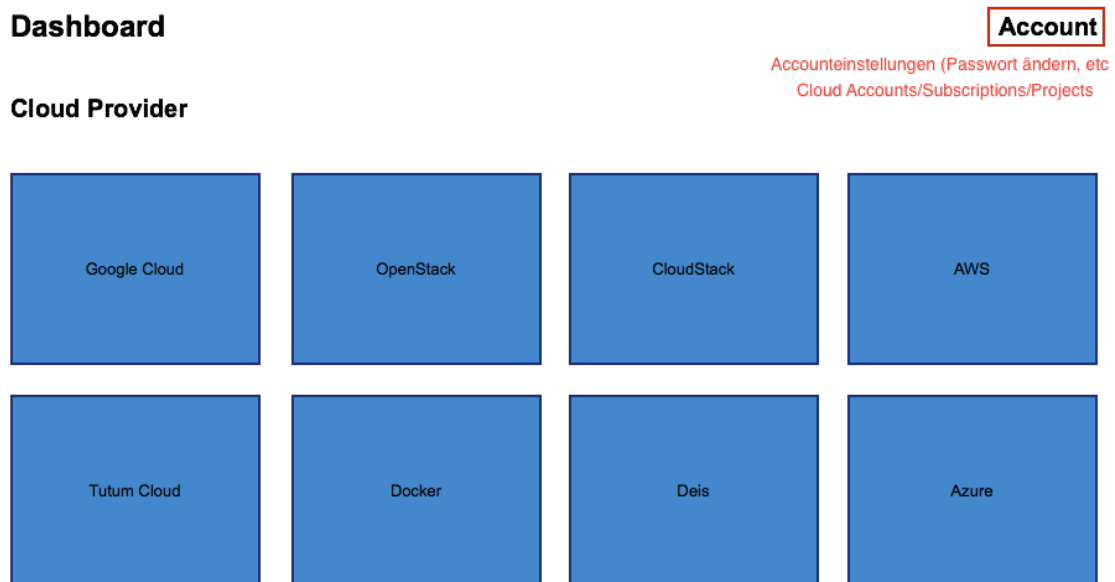 Dashboard
Account
Accounteinstellungen (Passwort ändern, etc
Cloud Accounts/Subscriptions/Projects
Cloud Provider
Google Cloud
OpenStack
CloudStack
AWS
Tutum Cloud
Docker
Deis
Azure